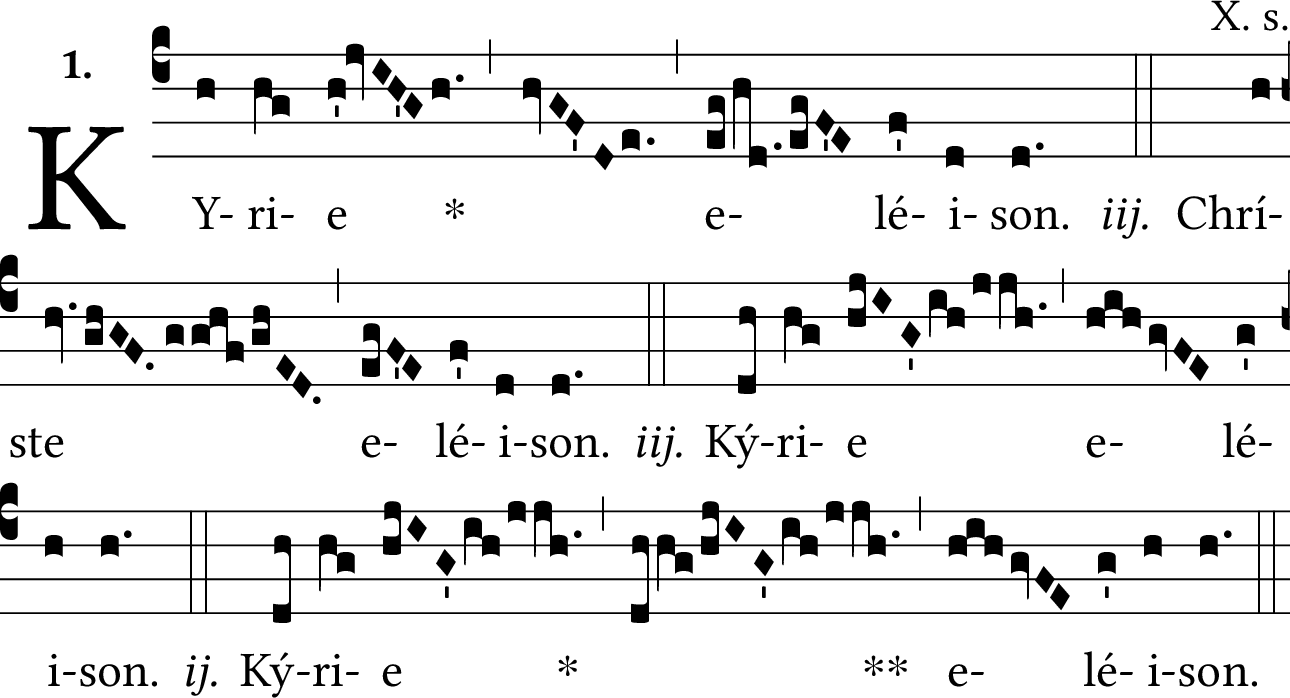 X. s.
1.
KY- ri- e * e- lé- i- son. iij. Chrí-
ste e- lé- i-son. iij. Ký-ri- e e- lé-
i-son. ij. Ký-ri- e * ** e- lé- i-son.